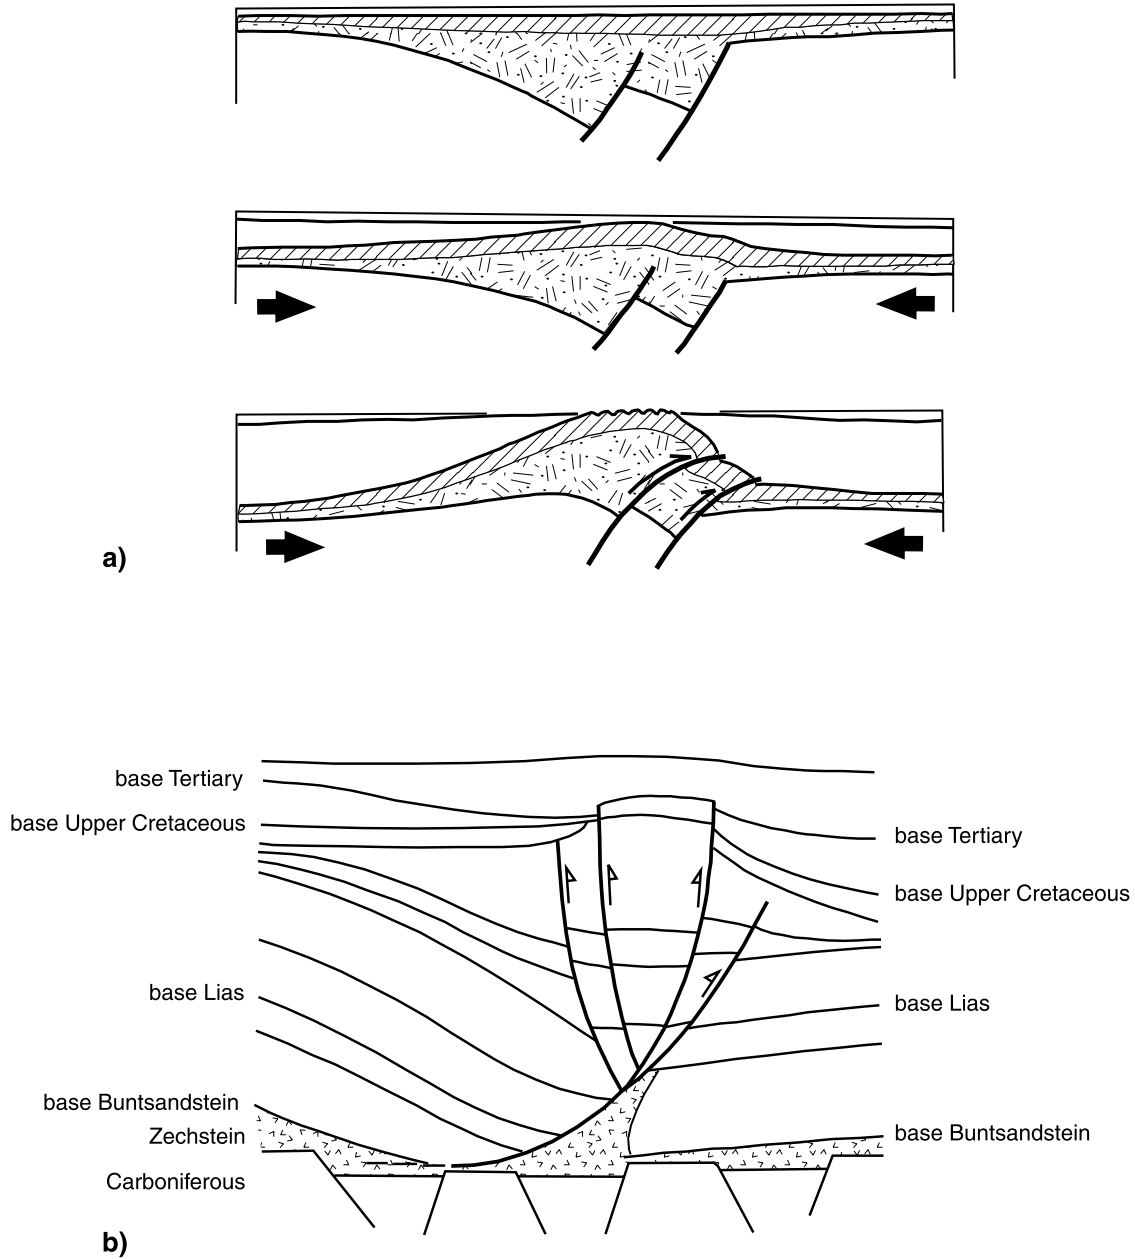 a)
base Tertiary
base Upper Cretaceous
base Tertiary
base Upper Cretaceous
base Lias
base Lias
base Buntsandstein
base Buntsandstein
Zechstein
Carboniferous
b)